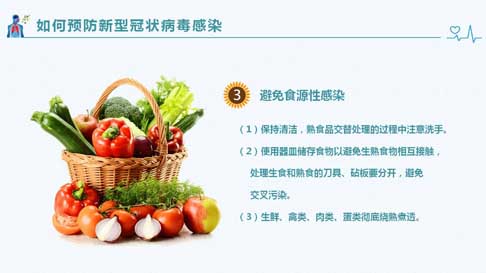 如何预防新型冠状病毒感染
3 避免食源性感染
（1）保持清洁，熟食品交替处理的过程中注意洗手。
（2）使用器皿储存食物以避免生熟食物相互接触，
处理生食和熟食的刀具、砧板要分开，避免
交叉污染。
（3）生鲜、禽类、肉类、蛋类彻底烧熟煮透。